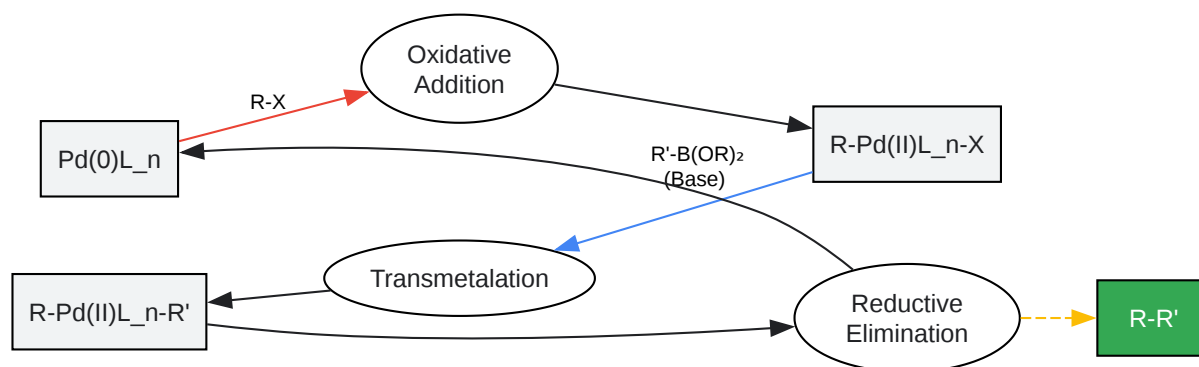 Oxidative
Addition
R-X
Pd(0)L_n
R-Pd(II)L_n-X
R'-B(OR)₂
(Base)
Transmetalation
R-Pd(II)L_n-R'
Reductive
Elimination
R-R'